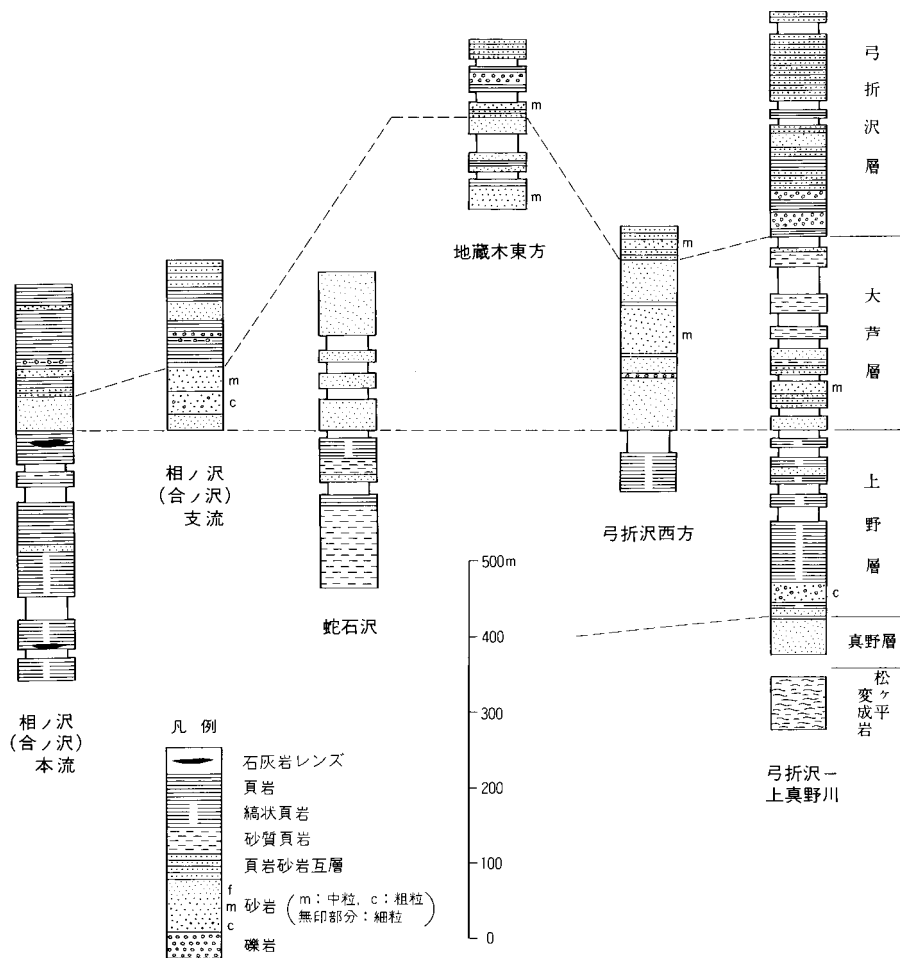 弓折沢層
大芦層
上野層
真野層
松ヶ平
変成岩
m
地蔵木東方
m
m
c
相ノ沢
(合ノ沢)
支流
m
m
弓折沢西方
m
c
弓折沢ー
上真野川
蛇石沢
相ノ沢
(合ノ沢)
本流
500m
400
300
200
100
0
凡例
石灰岩レンズ
頁岩
縞状頁岩
砂質頁岩
頁岩砂岩互層
f
m
c
砂岩(m:中粒, c:粗粒
無印部分:細粒)
礫岩